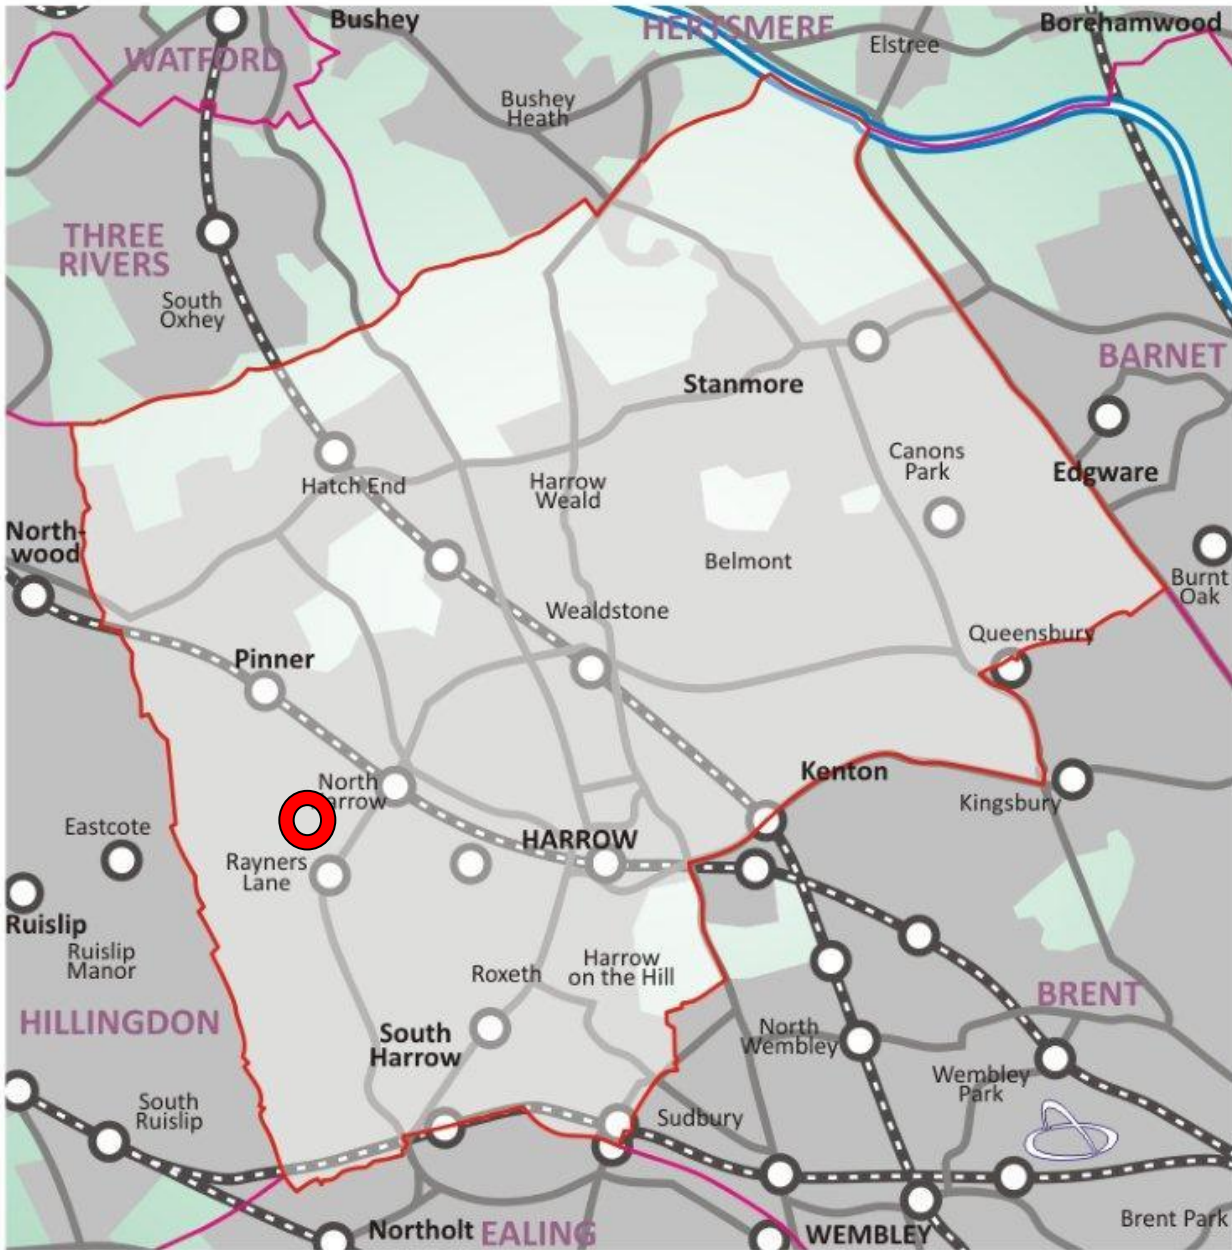 Bushey
HERTSMERE
Borehamwood
Elstree
WATFORD
Bushey
Heath
THREE
RIVERS
South
Oxhey
BARNET
Stanmore
Canons
Park
Edgware
Hatch End
Harrow
Weald
North-
wood
Belmont
Burnt
Oak
Wealdstone
Queensbury
Pinner
Kenton
North
Kingsbury
Eastcote
HARROW
Rayners
Lane
Ruislip
Ruislip
Manor
Roxeth
Harrow
on the Hill
BRENT
HILLINGDON
South
Harrow
North
Wembley
Wembley
Park
South
Ruislip
Sudbury
Northolt
EALING
WEMBLEY
Brent Park